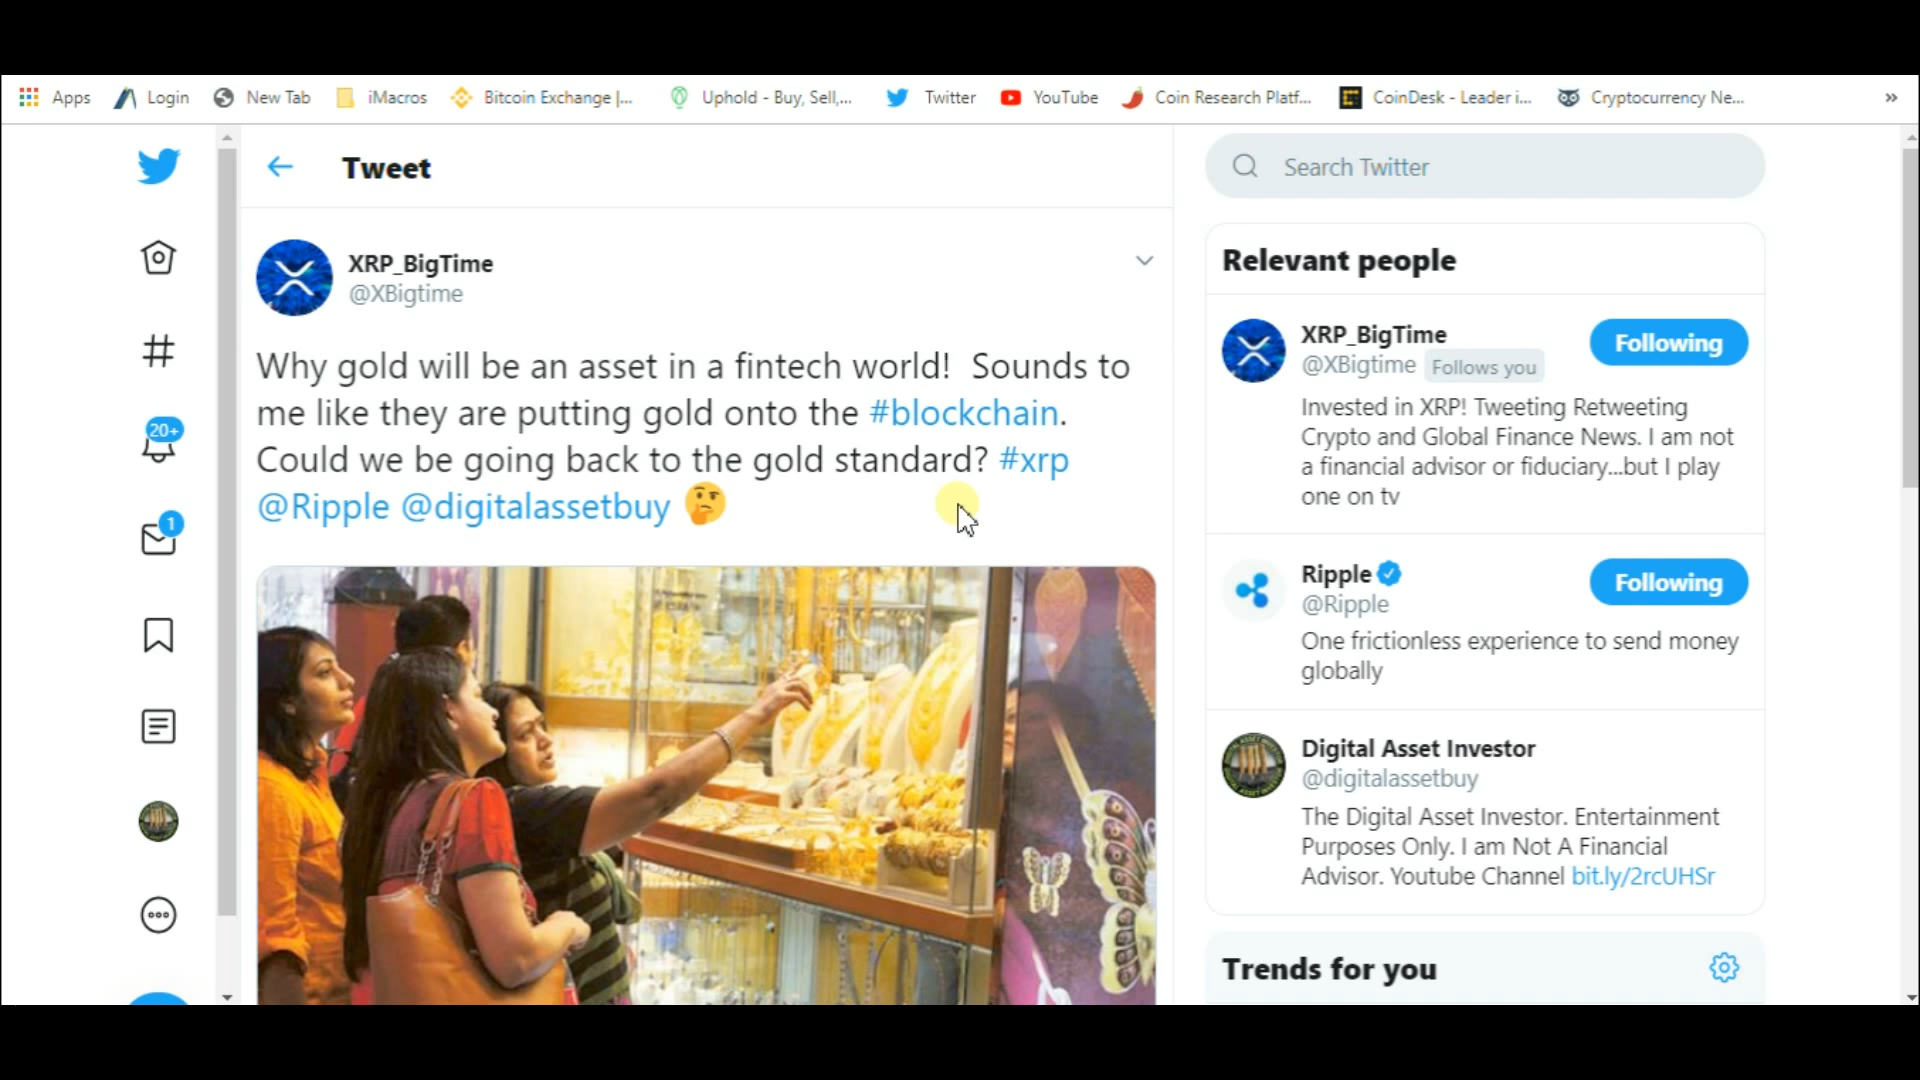 Apps
Login
New Tab
iMacros
Bitcoin Exchange |...
Uphold - Buy, Sell,...
Twitter
YouTube
Coin Research Platf...
CoinDesk - Leader i...
Cryptocurrency Ne...
»
Tweet
Search Twitter
XRP_BigTime
@XBigtime
Why gold will be an asset in a fintech world!  Sounds to
me like they are putting gold onto the #blockchain.
Could we be going back to the gold standard? #xrp
@Ripple @digitalassetbuy 🤔
20+
1
Relevant people
XRP_BigTime
Following
@XBigtime Follows you
Invested in XRP! Tweeting Retweeting
Crypto and Global Finance News. I am not
a financial advisor or fiduciary...but I play
one on tv
Ripple
Following
@Ripple
One frictionless experience to send money
globally
Digital Asset Investor
@digitalassetbuy
The Digital Asset Investor. Entertainment
Purposes Only. I am Not A Financial
Advisor. Youtube Channel bit.ly/2rcUHSr
Trends for you